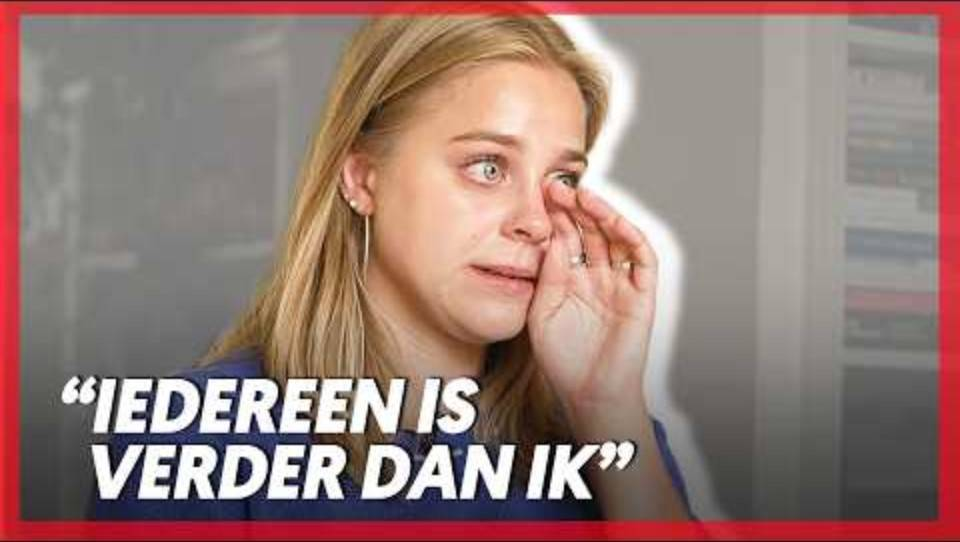 “IEDEREEN IS
VERDER DAN IK”